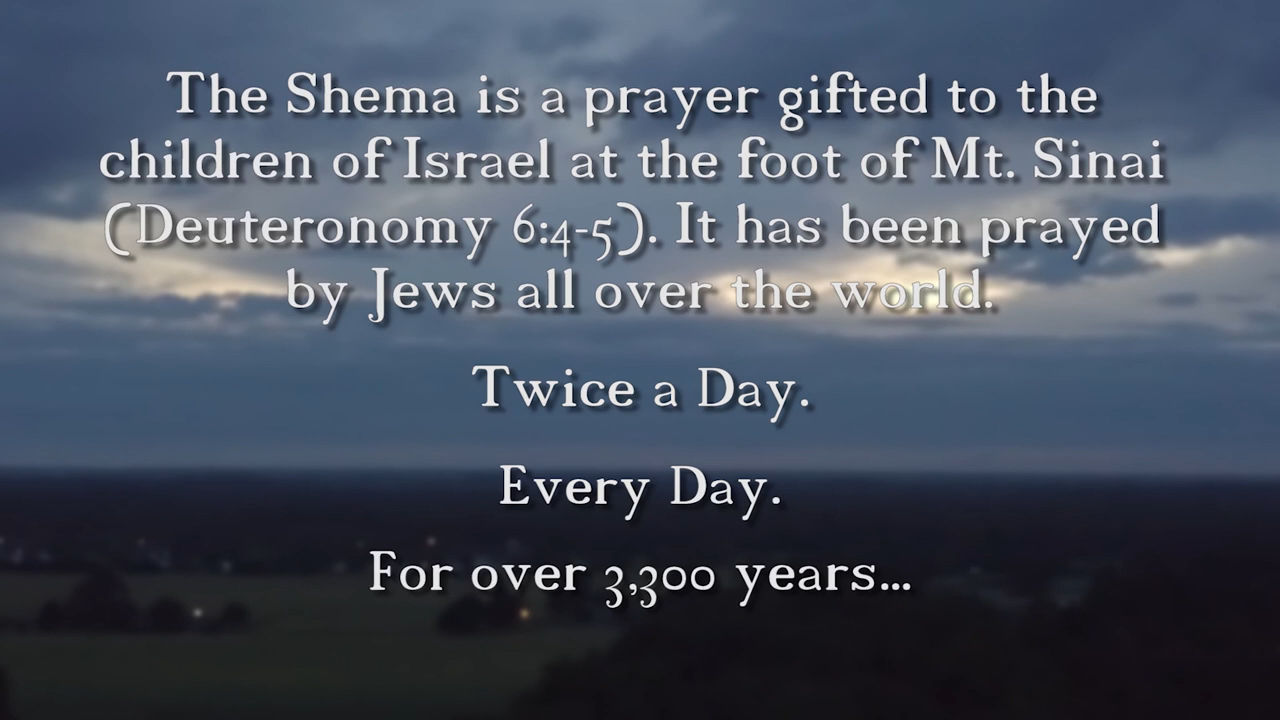 The Shema is a prayer gifted to the
children of Israel at the foot of Mt. Sinai
(Deuteronomy 6:4-5). It has been prayed
by Jews all over the world.
Twice a Day.
Every Day.
For over 3,300 years...